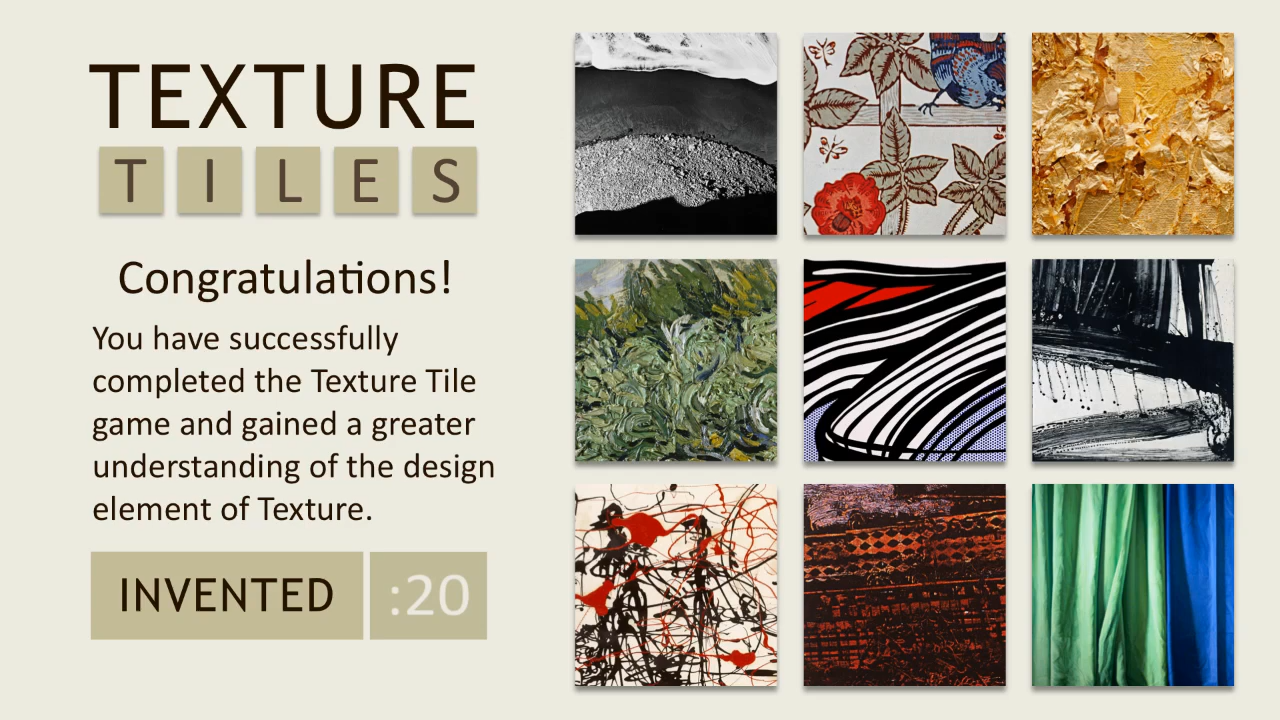 TEXTURE
TILES
Congratulations!
You have successfully
completed the Texture Tile
game and gained a greater
understanding of the design
element of Texture.
INVENTED :20